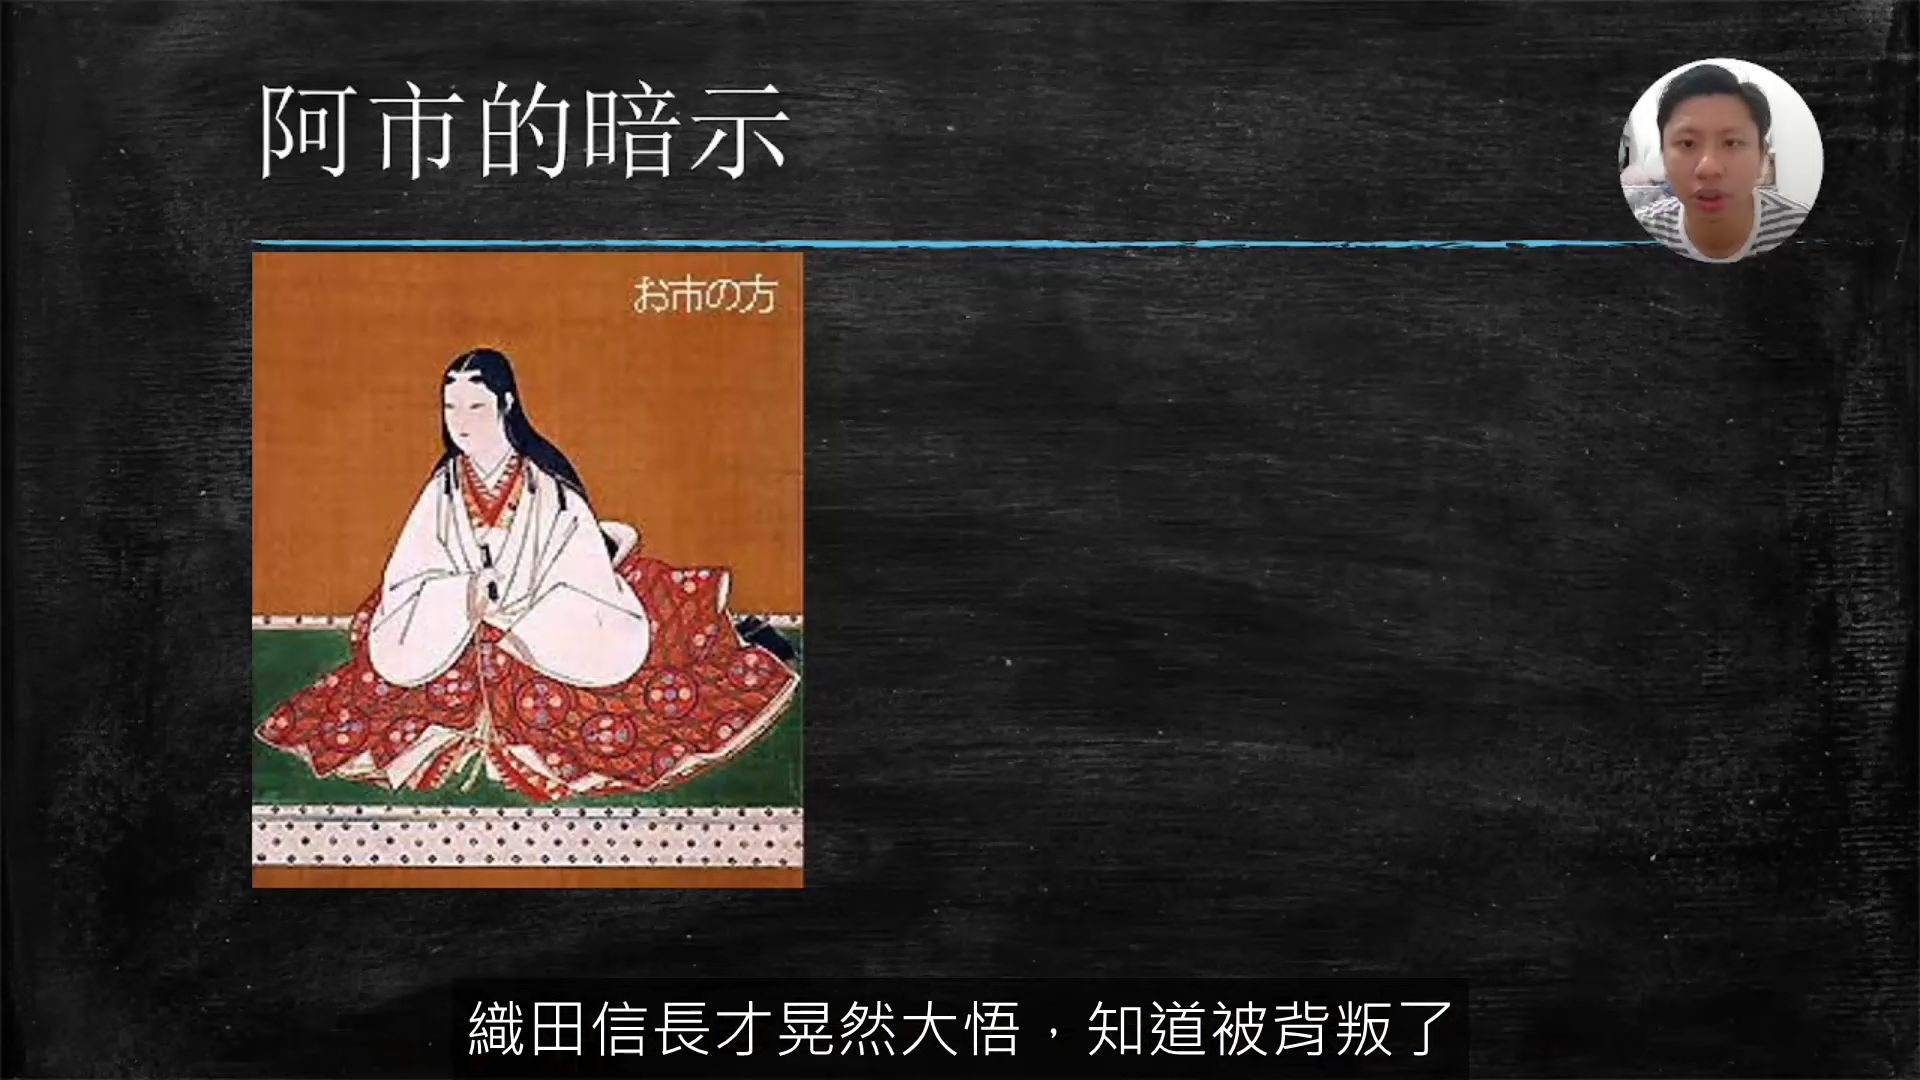 阿市的暗示
お市の方
織田信長才晃然大悟，知道被背叛了